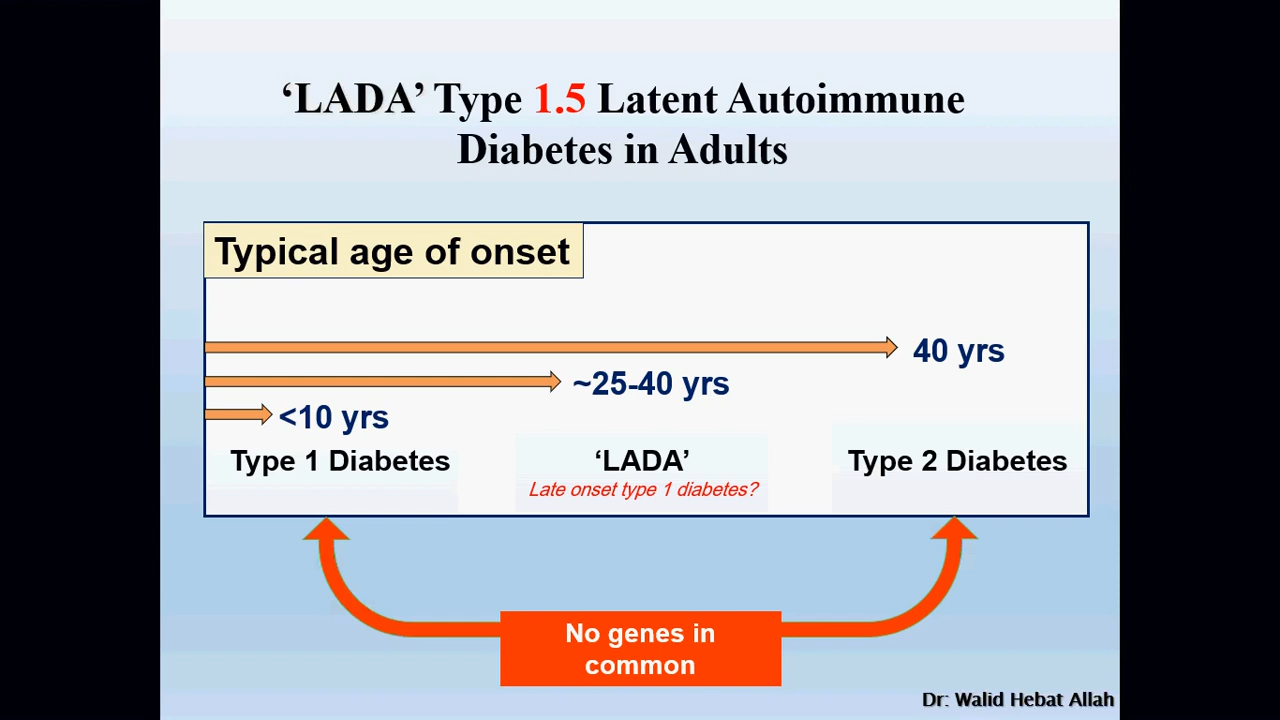 ‘LADA’ Type 1.5 Latent Autoimmune
Diabetes in Adults
Typical age of onset
40 yrs
~25-40 yrs
<10 yrs
Type 1 Diabetes
‘LADA’
Late onset type 1 diabetes?
Type 2 Diabetes
No genes in
common
Dr: Walid Hebat Allah